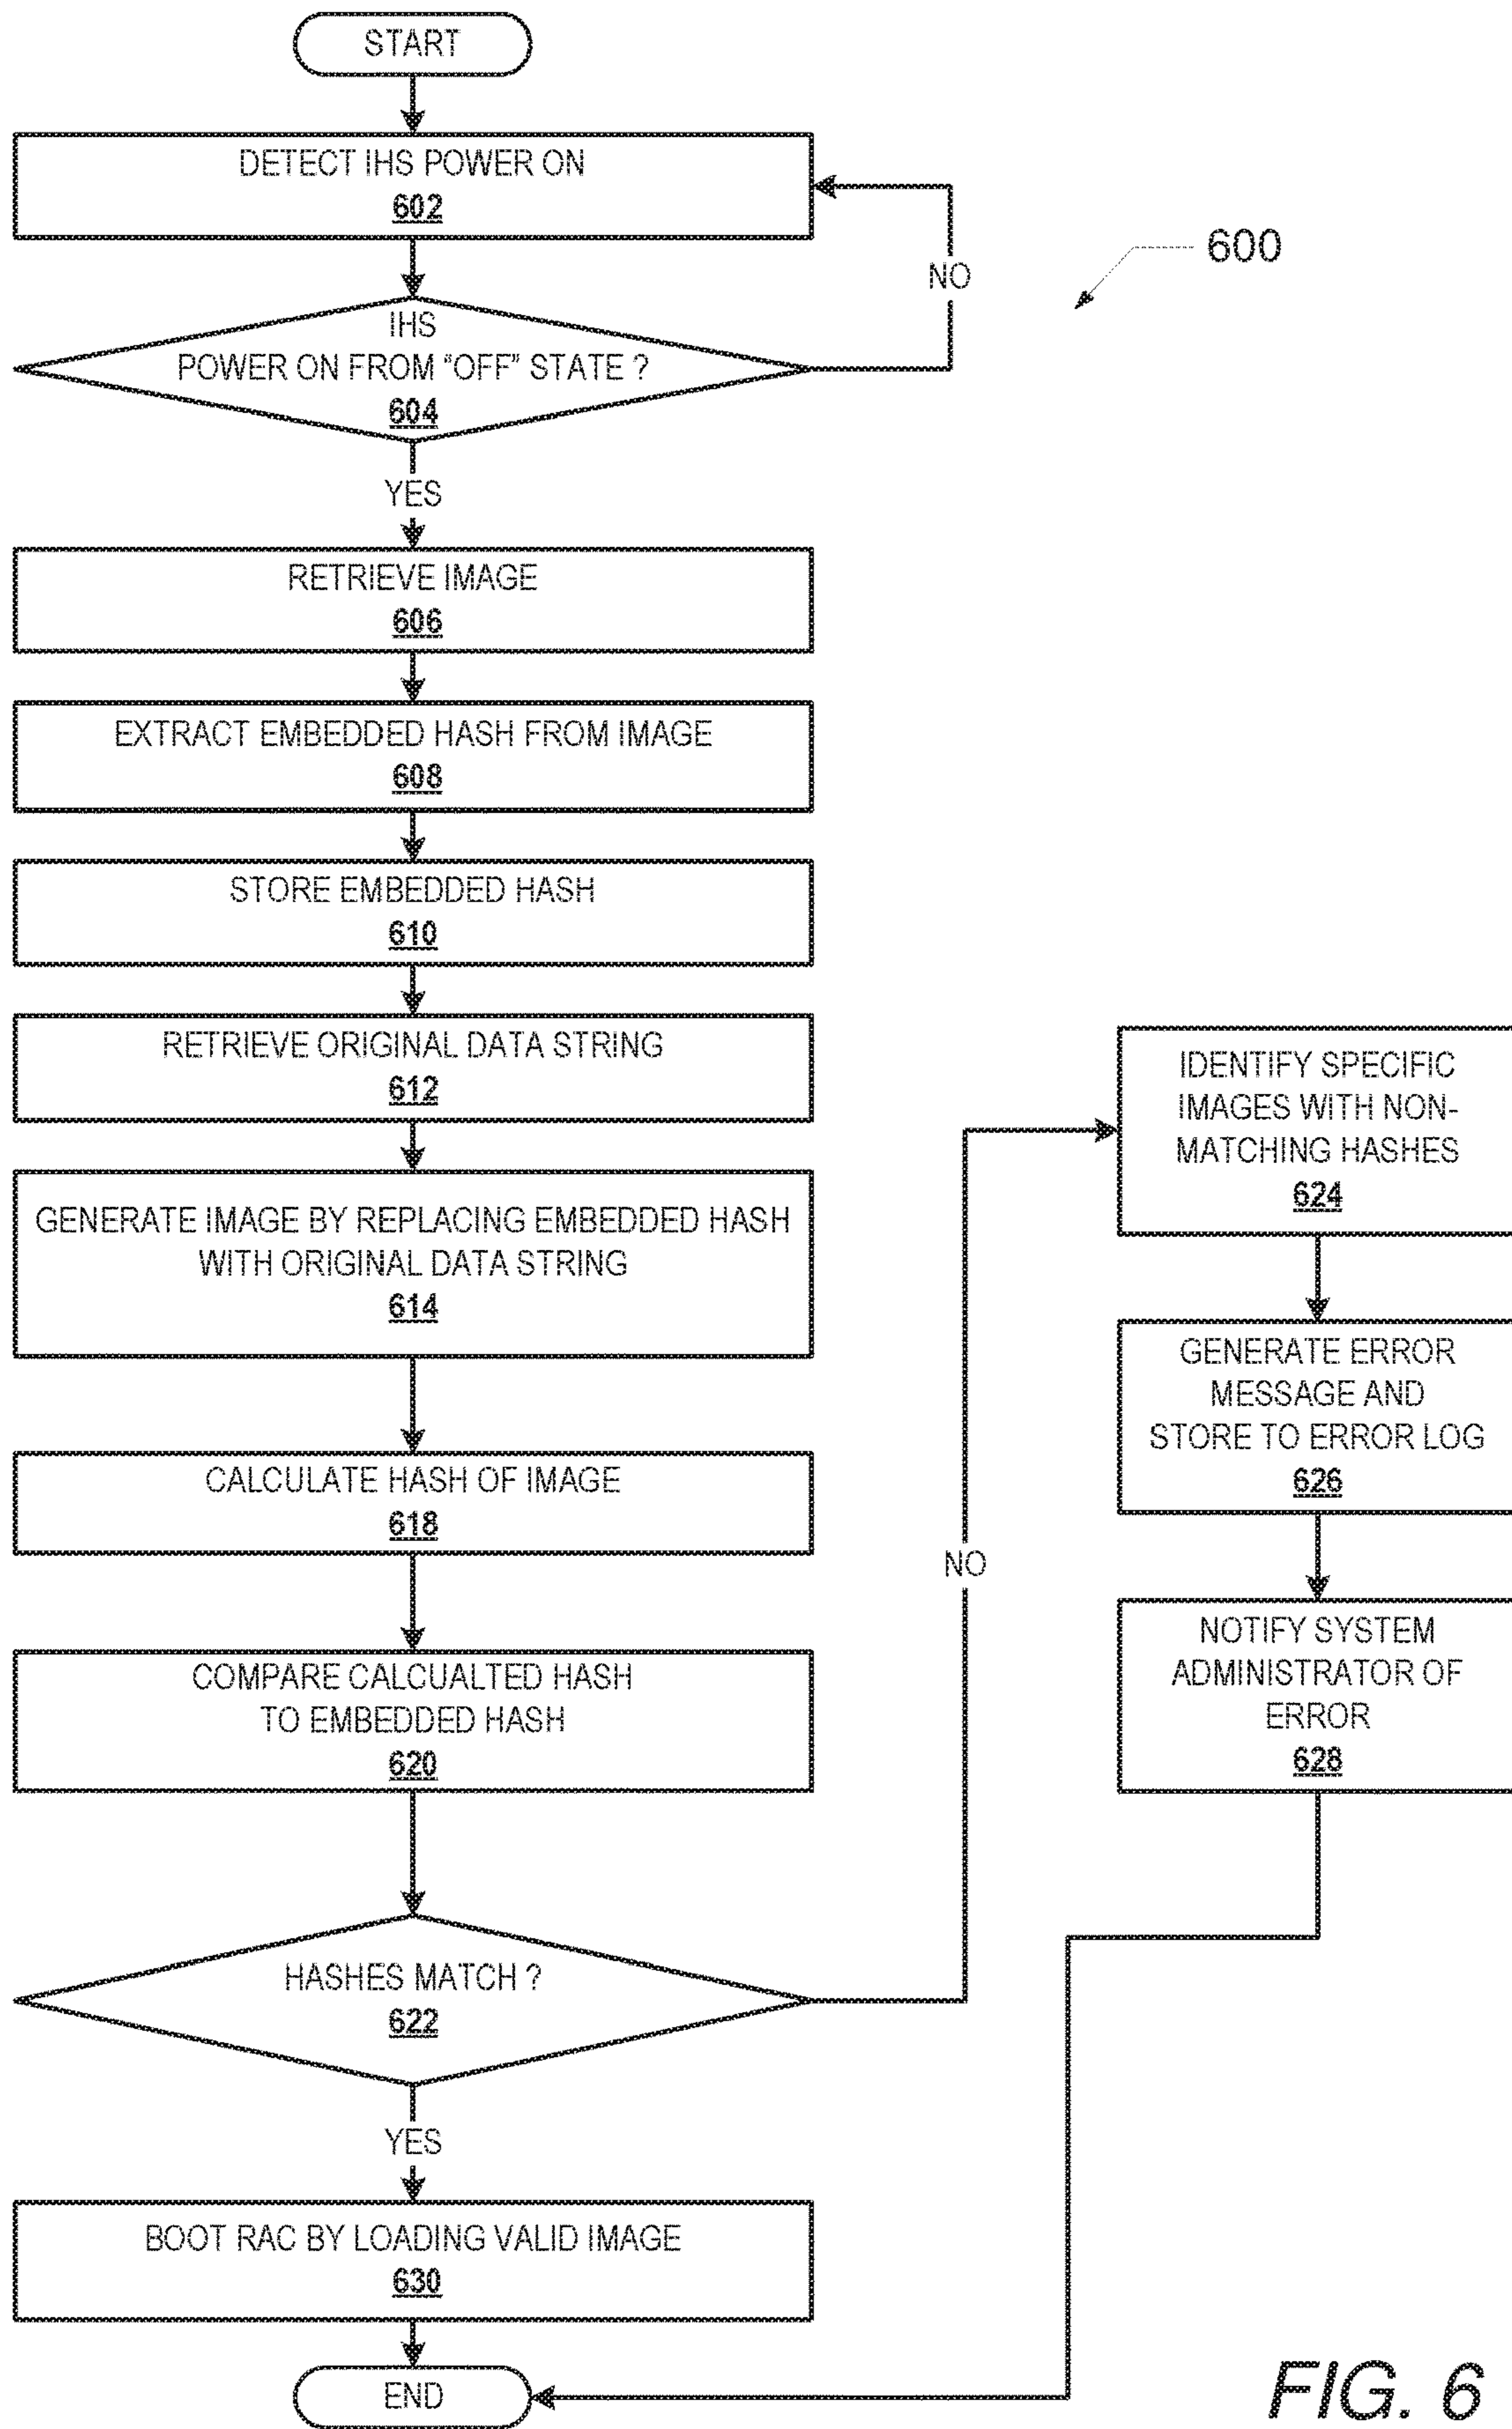 START
DETECT IHS POWER ON
602
NO
600
IHS
POWER ON FROM "OFF" STATE ?
604
YES
RETRIEVE IMAGE
606
EXTRACT EMBEDDED HASH FROM IMAGE
608
STORE EMBEDDED HASH
610
RETRIEVE ORIGINAL DATA STRING
612
GENERATE IMAGE BY REPLACING EMBEDDED HASH
WITH ORIGINAL DATA STRING
614
CALCULATE HASH OF IMAGE
618
COMPARE CALCUALTED HASH
TO EMBEDDED HASH
620
HASHES MATCH ?
622
NO
IDENTIFY SPECIFIC
IMAGES WITH NON-
MATCHING HASHES
624
GENERATE ERROR
MESSAGE AND
STORE TO ERROR LOG
626
NOTIFY SYSTEM
ADMINISTRATOR OF
ERROR
628
YES
BOOT RAC BY LOADING VALID IMAGE
630
END
FIG. 6